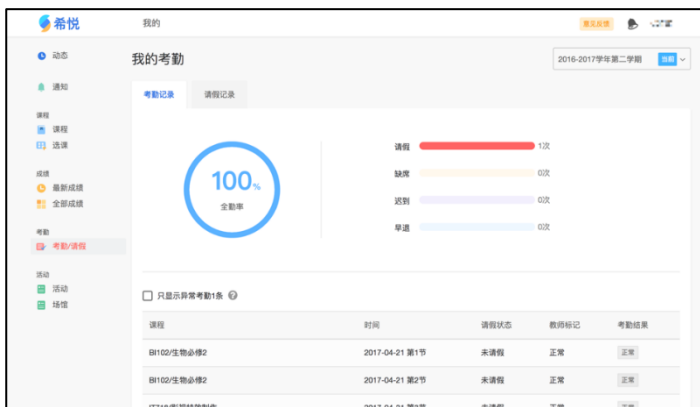 希悦
我的
意见反馈
动态
通知
课程
课程
选课
成绩
最新成绩
全部成绩
考勤
考勤/请假
活动
活动
场馆
我的考勤
2016-2017学年第二学期 当前
考勤记录 请假记录
100%
全勤率
请假 1次
缺席 0次
迟到 0次
早退 0次
只显示异常考勤1条
课程 时间 请假状态 教师标记 考勤结果
BI102/生物必修2 2017-04-21 第1节 未请假 正常 正常
BI102/生物必修2 2017-04-21 第2节 未请假 正常 正常